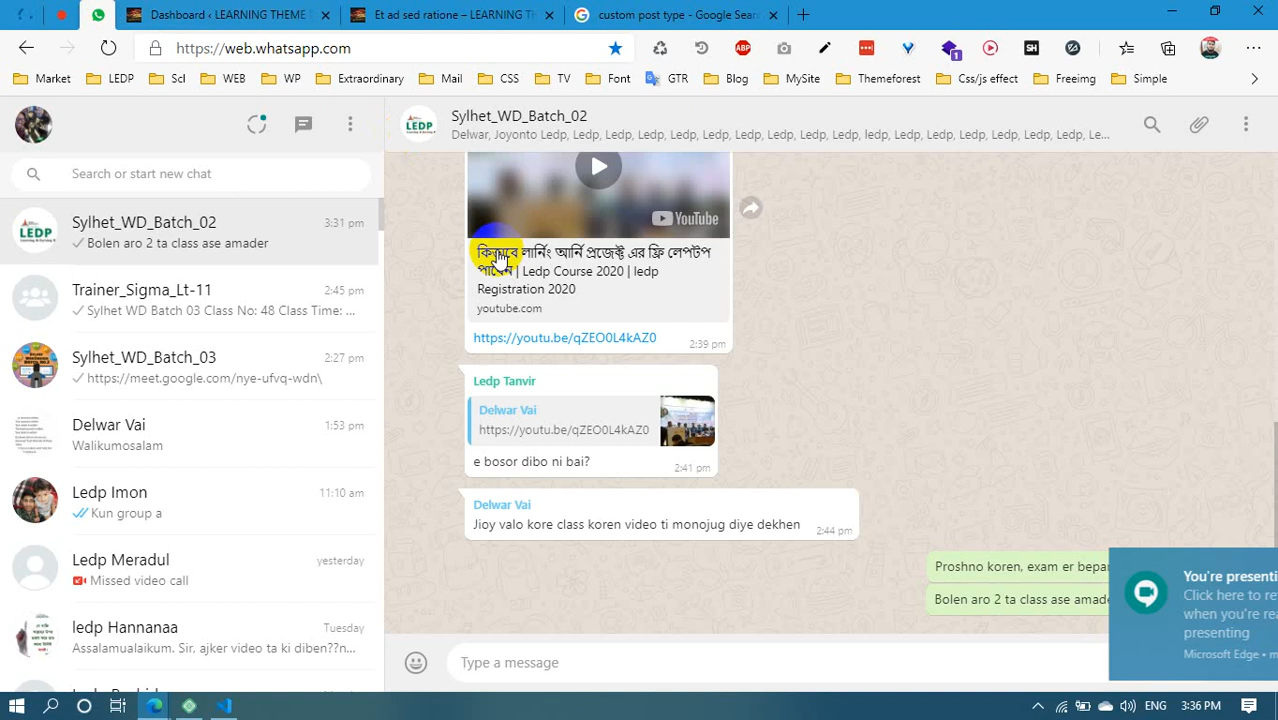 Dashboard ‹ LEARNING THEME
Et ad sed ratione – LEARNING TH
custom post type - Google Sear
https://web.whatsapp.com
ABP
1
SH
Market
LEDP
Scl
WEB
WP
Extraordinary
Mail
CSS
TV
Font
GTR
Blog
MySite
Themeforest
Css/js effect
Freeimg
Simple
LEDP
Sylhet_WD_Batch_02
Delwar, Joyonto Ledp, Ledp, Ledp, Ledp, Ledp, Ledp, Ledp, Ledp, Ledp, Ledp, ledp, Ledp, Ledp, Ledp, Ledp, Ledp, Ledp, Le...
Search or start new chat
Sylhet_WD_Batch_02
3:31 pm
Bolen aro 2 ta class ase amader
Trainer_Sigma_Lt-11
2:45 pm
Sylhet WD Batch 03 Class No: 48 Class Time: ...
Sylhet_WD_Batch_03
2:27 pm
https://meet.google.com/nye-ufvq-wdn\
Delwar Vai
1:53 pm
Walikumosalam
Ledp Imon
11:10 am
Kun group a
Ledp Meradul
yesterday
Missed video call
ledp Hannanaa
Tuesday
Assalamualaikum. Sir, ajker video ta ki diben??n...
YouTube
কিভাবে লার্নিং আর্নি প্রজেক্ট এর ফ্রি লেপটপ
পাবেন | Ledp Course 2020 | ledp
Registration 2020
youtube.com
https://youtu.be/qZEO0L4kAZ0
2:39 pm
Ledp Tanvir
Delwar Vai
https://youtu.be/qZEO0L4kAZ0
e bosor dibo ni bai?
2:41 pm
Delwar Vai
Jioy valo kore class koren video ti monojug diye dekhen
2:44 pm
Proshno koren, exam er bepar
Bolen aro 2 ta class ase amade
You're presenti
Click here to re
when you're rea
presenting
Microsoft Edge • m
Type a message
ENG
3:36 PM